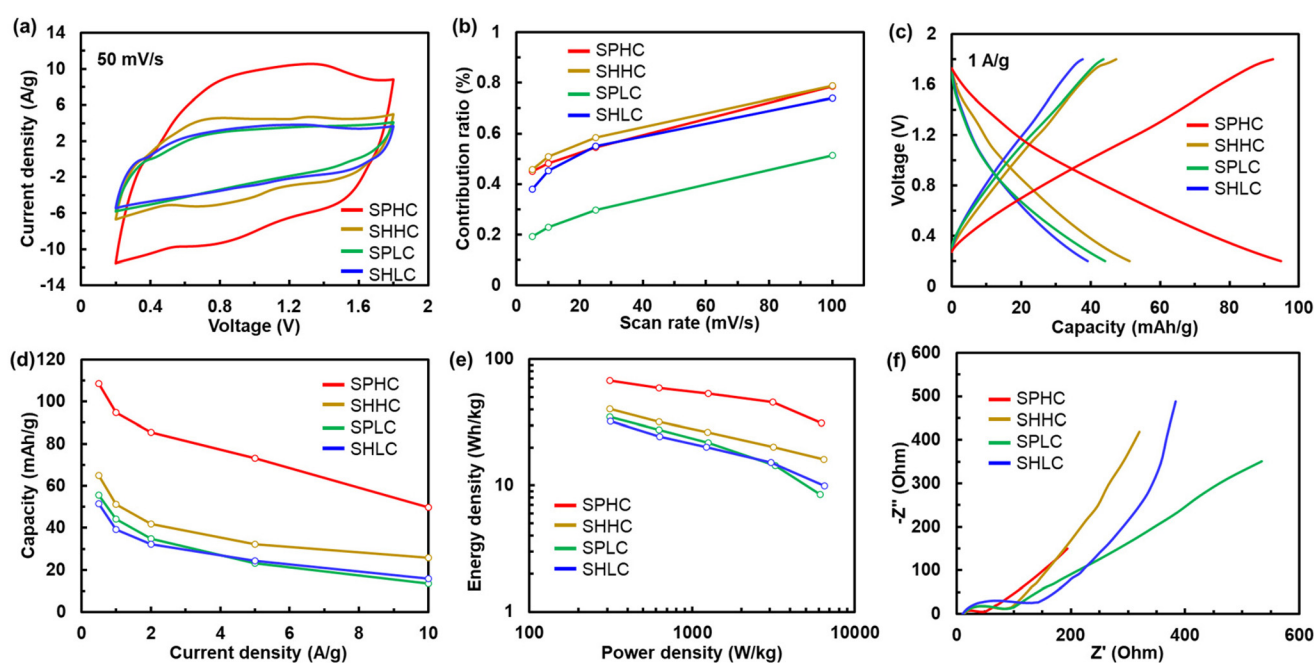 (a)
50 mV/s
Current density (A/g)
14
10
6
2
-2
-6
-10
-14
0
0.4
0.8
1.2
1.6
2
Voltage (V)
SPHC
SHHC
SPLC
SHLC
(b)
Contribution ratio (%)
1
0.8
0.6
0.4
0.2
0
0
20
40
60
80
100
Scan rate (mV/s)
SPHC
SHHC
SPLC
SHLC
(c)
1 A/g
Voltage (V)
2
1.6
1.2
0.8
0.4
0
0
20
40
60
80
100
Capacity (mAh/g)
SPHC
SHHC
SPLC
SHLC
(d)
Capacity (mAh/g)
120
100
80
60
40
20
0
0
2
4
6
8
10
Current density (A/g)
SPHC
SHHC
SPLC
SHLC
(e)
Energy density (Wh/kg)
100
10
1
100
1000
10000
Power density (W/kg)
SPHC
SHHC
SPLC
SHLC
(f)
-Z" (Ohm)
600
500
400
300
200
100
0
0
200
400
600
Z' (Ohm)
SPHC
SHHC
SPLC
SHLC